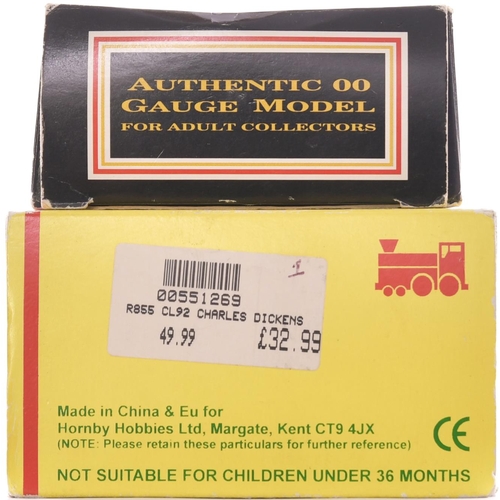 AUTHENTIC 00
GAUGE MODEL
FOR ADULT COLLECTORS
00551269
R855 CL92 CHARLES DICKENS
49.99 £32.99
Made in China & Eu for
Hornby Hobbies Ltd, Margate, Kent CT9 4JX
(NOTE: Please retain these particulars for further reference)
CE
NOT SUITABLE FOR CHILDREN UNDER 36 MONTHS